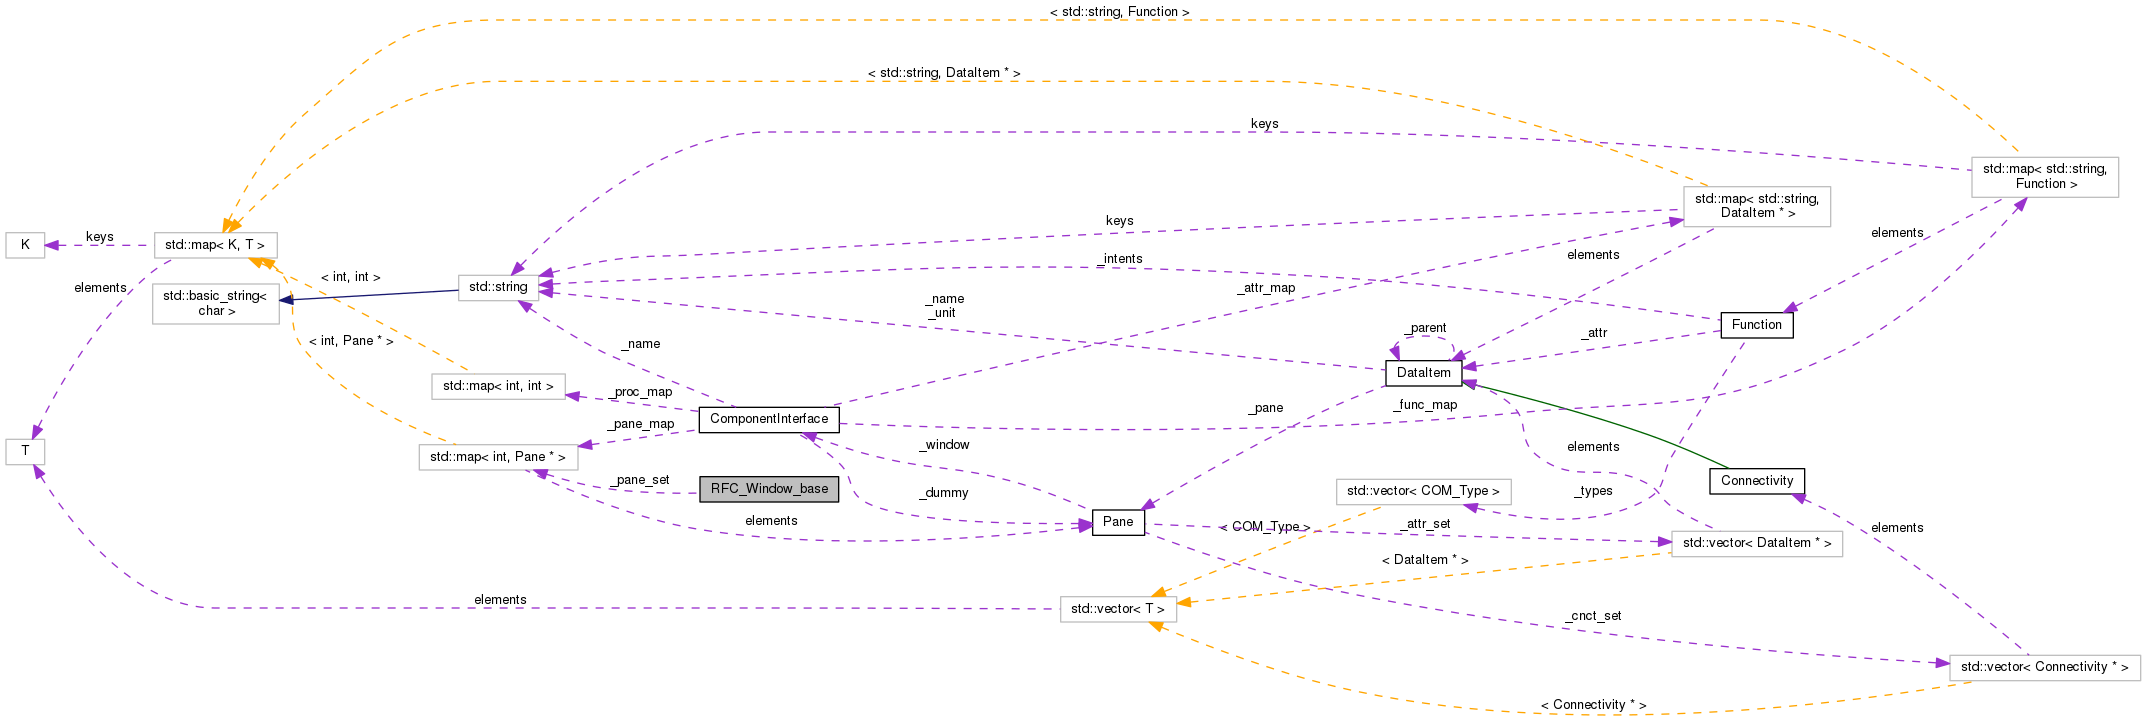 < std::string, Function >
< std::string, DataItem * >
keys
std::map< std::string,
Function >
std::map< std::string,
DataItem * >
keys
elements
K
keys
std::map< K, T >
_intents
elements
< int, int >
std::string
elements
std::basic_string<
char >
_attr_map
_name
_unit
Function
_parent
_attr
< int, Pane * >
_name
DataItem
std::map< int, int >
_proc_map
ComponentInterface
_pane
_func_map
_pane_map
T
std::map< int, Pane * >
_window
elements
Connectivity
_pane_set
RFC_Window_base
_dummy
std::vector< COM_Type >
_types
elements
Pane
< COM_Type >
_attr_set
elements
std::vector< DataItem * >
< DataItem * >
elements
std::vector< T >
_cnct_set
std::vector< Connectivity * >
< Connectivity * >